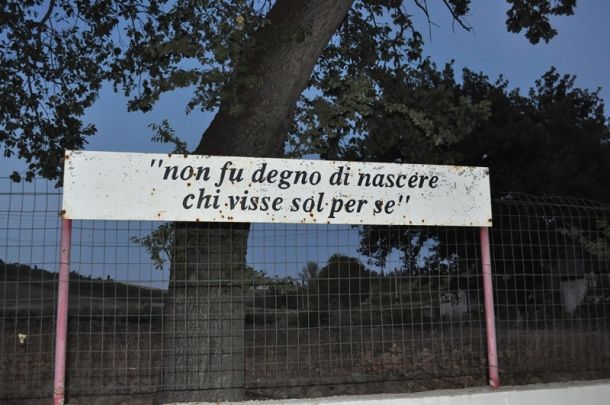 "non fu degno di nascere
chi visse sol per se"